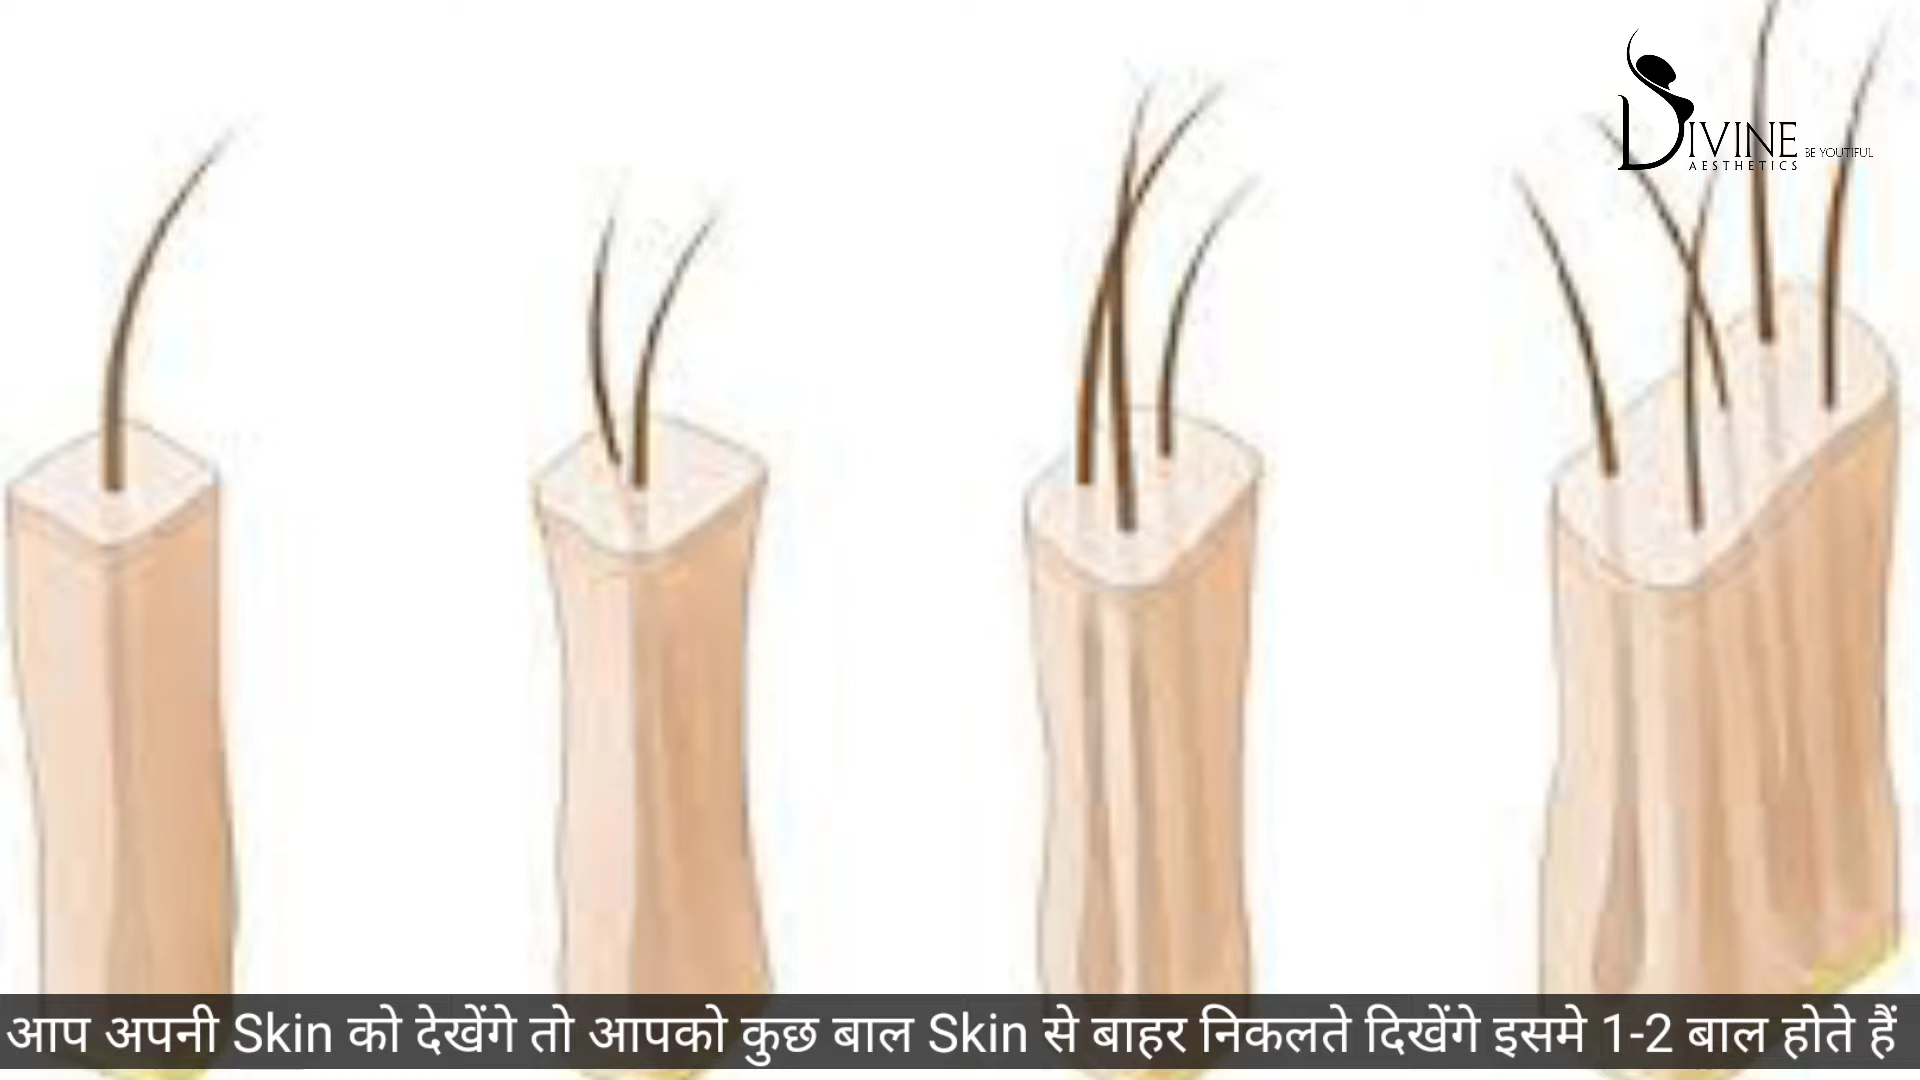 DIVINE BE YOUTIFUL
AESTHETICS
आप अपनी Skin को देखेंगे तो आपको कुछ बाल Skin से बाहर निकलते दिखेंगे इसमे 1-2 बाल होते हैं